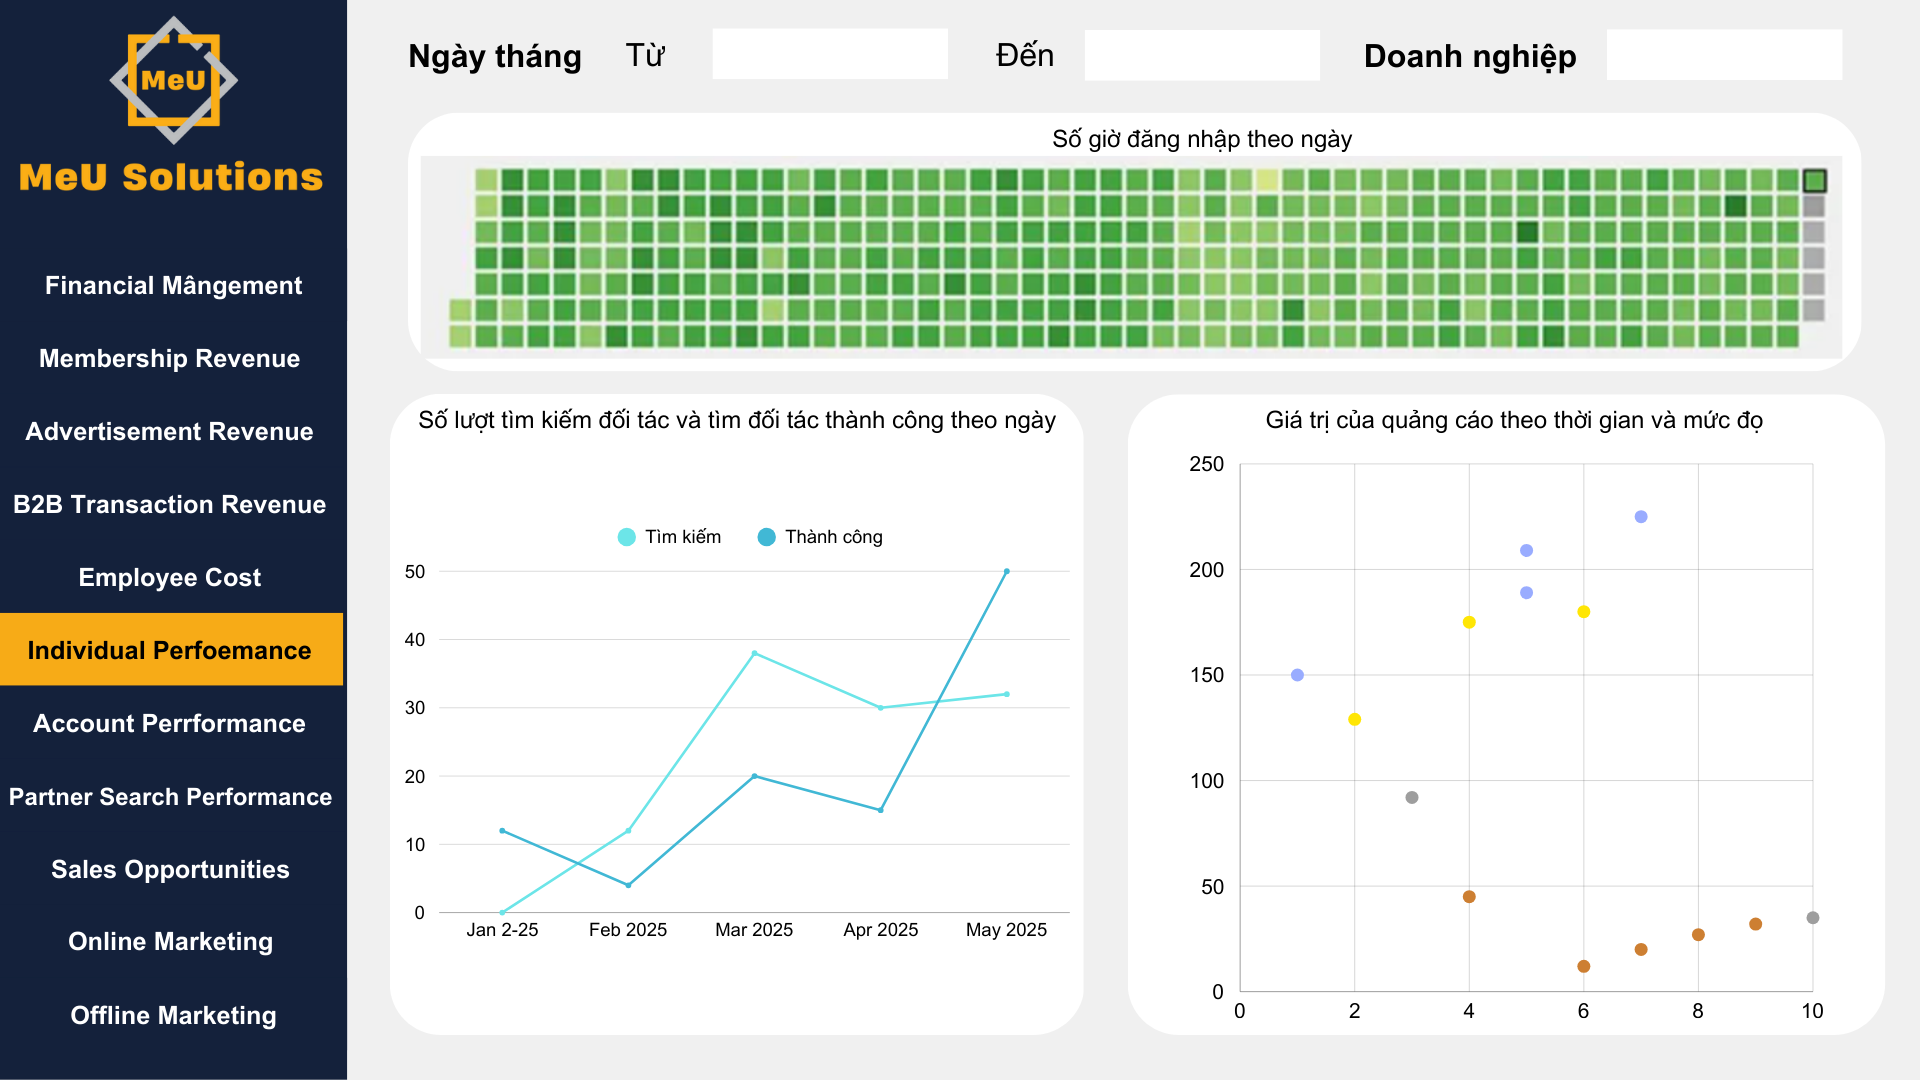 MeU
MeU Solutions
Financial Mângement
Membership Revenue
Advertisement Revenue
B2B Transaction Revenue
Employee Cost
Individual Perfoemance
Account Perrformance
Partner Search Performance
Sales Opportunities
Online Marketing
Offline Marketing
Ngày tháng Từ Đến Doanh nghiệp
Số giờ đăng nhập theo ngày
Số lượt tìm kiếm đối tác và tìm đối tác thành công theo ngày
Tìm kiếm Thành công
50
40
30
20
10
0
Jan 2-25 Feb 2025 Mar 2025 Apr 2025 May 2025
Giá trị của quảng cáo theo thời gian và mức đọ
250
200
150
100
50
0
0 2 4 6 8 10